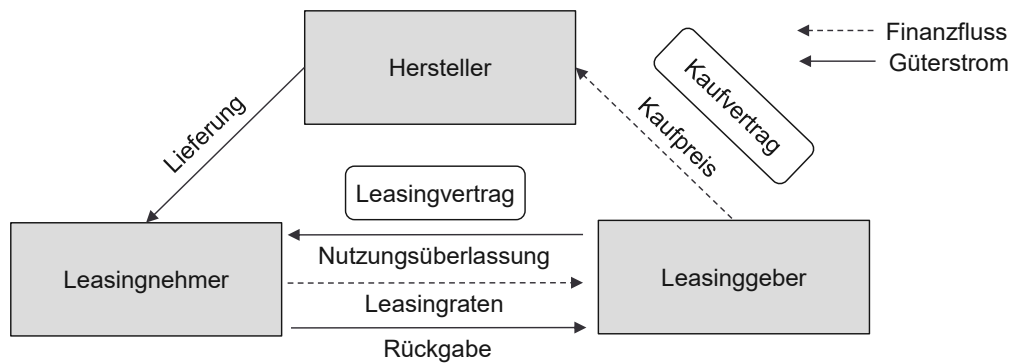 Hersteller
Finanzfluss
Güterstrom
Kaufvertrag
Kaufpreis
Lieferung
Leasingvertrag
Leasingnehmer
Nutzungsüberlassung
Leasingraten
Rückgabe
Leasinggeber